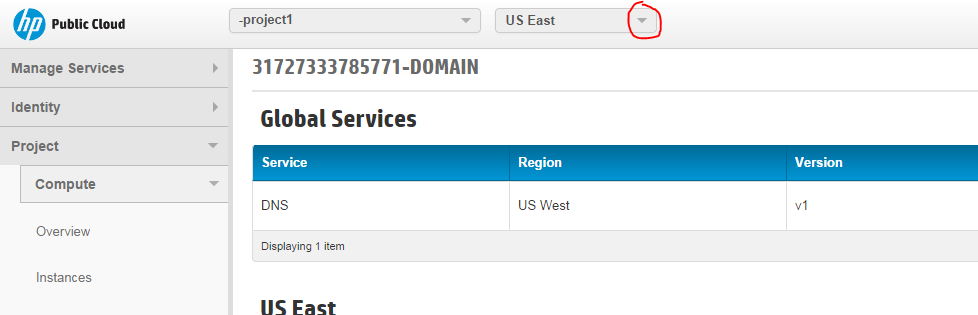 hp Public Cloud
-project1
US East
Manage Services
Identity
Project
Compute
Overview
Instances
31727333785771-DOMAIN
Global Services
Service Region Version
DNS US West v1
Displaying 1 item
US East